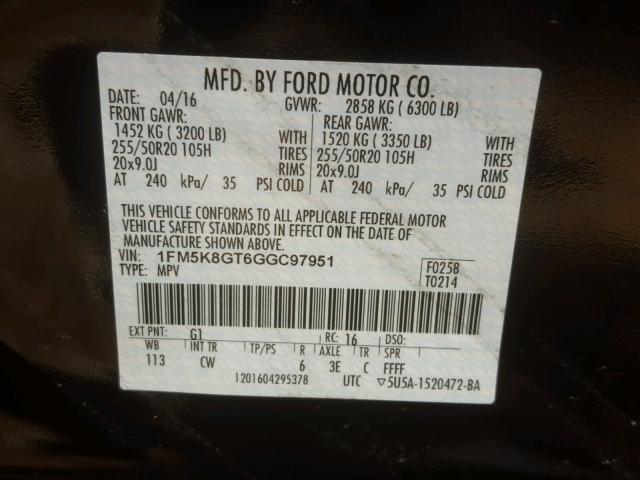 MFD. BY FORD MOTOR CO.
DATE: 04/16 GVWR: 2858 KG ( 6300 LB)
FRONT GAWR: REAR GAWR:
1452 KG ( 3200 LB) WITH 1520 KG ( 3350 LB) WITH
255/50R20 105H TIRES 255/50R20 105H TIRES
20x9.0J RIMS 20x9.0J RIMS
AT 240 kPa/ 35 PSI COLD AT 240 kPa/ 35 PSI COLD
THIS VEHICLE CONFORMS TO ALL APPLICABLE FEDERAL MOTOR
VEHICLE SAFETY STANDARDS IN EFFECT ON THE DATE OF
MANUFACTURE SHOWN ABOVE.
VIN: 1FM5K8GT6GGC97951 F0258
TYPE: MPV T0214
EXT PNT: G1 RC: 16 DSO:
WB INT TR TP/PS R AXLE TR SPR
113 CW 6 3E C FFFF
1201604295378 UTC ▽5U5A-1520472-BA